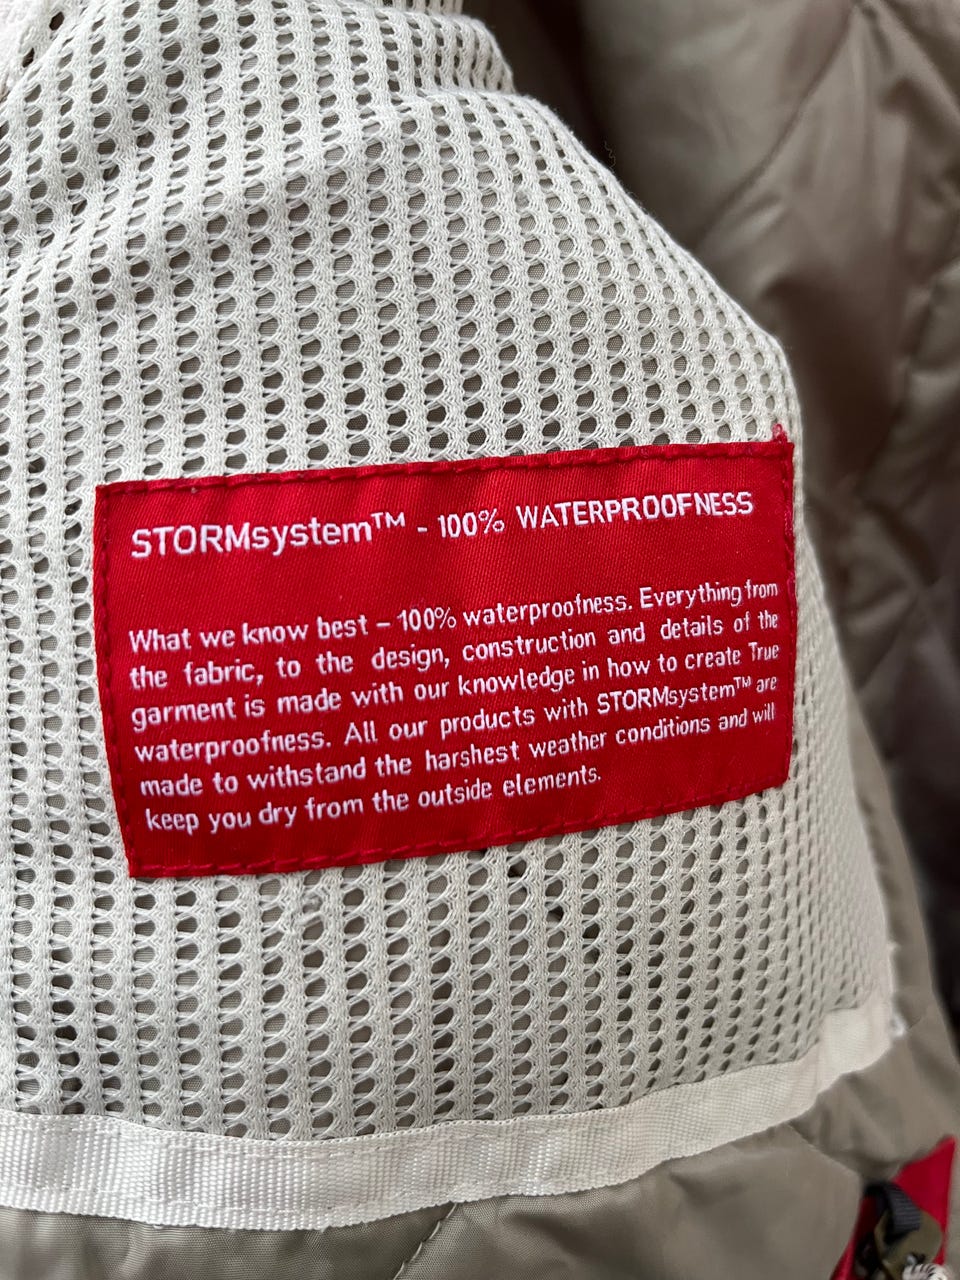 STORMsystem™ - 100% WATERPROOFNESS
What we know best – 100% waterproofness. Everything from
the fabric, to the design, construction and details of the
garment is made with our knowledge in how to create True
waterproofness. All our products with STORMsystem™ are
made to withstand the harshest weather conditions and will
keep you dry from the outside elements.